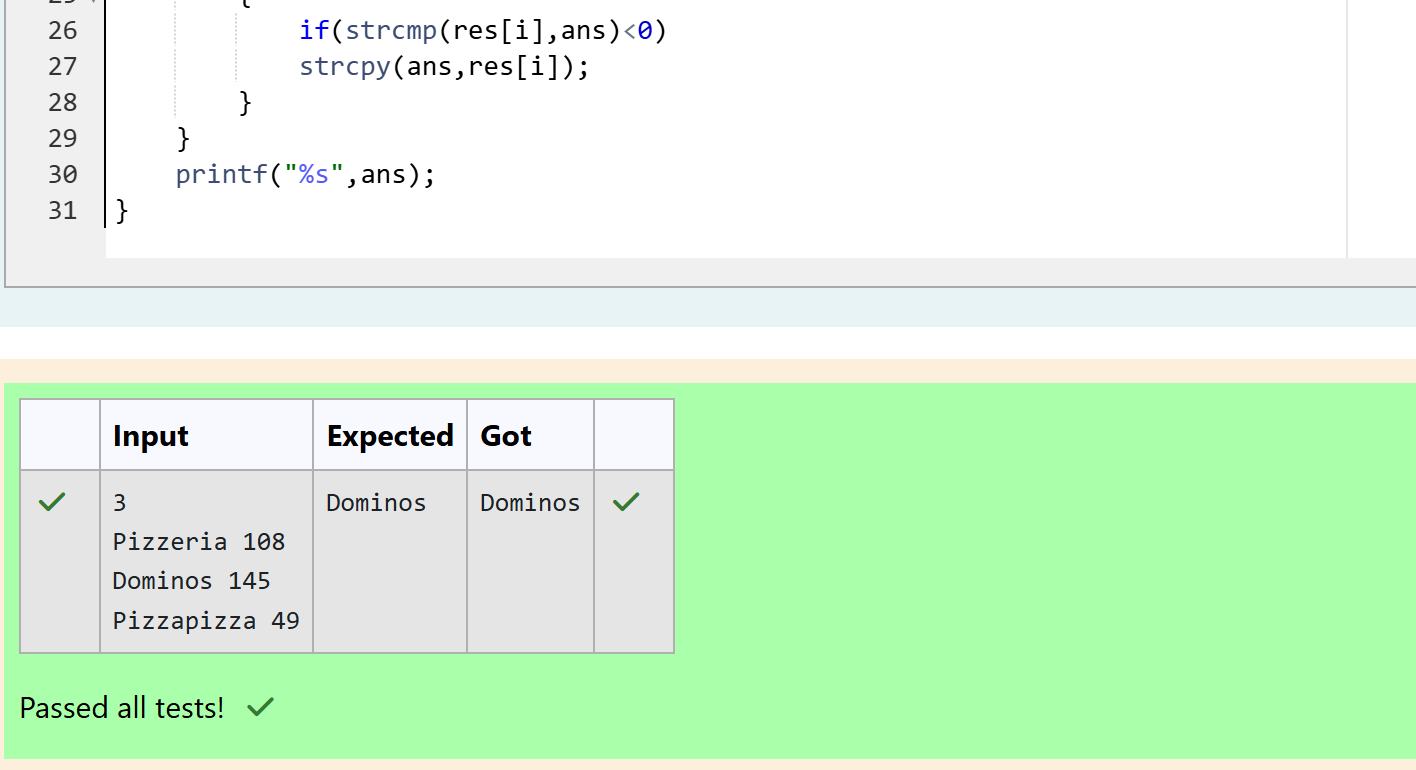 26 if(strcmp(res[i],ans)<0)
27 strcpy(ans,res[i]);
28 }
29 }
30 printf("%s",ans);
31 }
Input Expected Got
3 Dominos Dominos
Pizzeria 108
Dominos 145
Pizzapizza 49
Passed all tests!